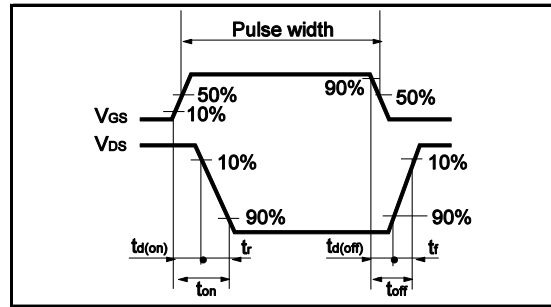 Pulse width
90%
50%
50%
10%
VGS
VDS
10%
10%
90%
90%
td(on)
tr
td(off)
tf
ton
toff